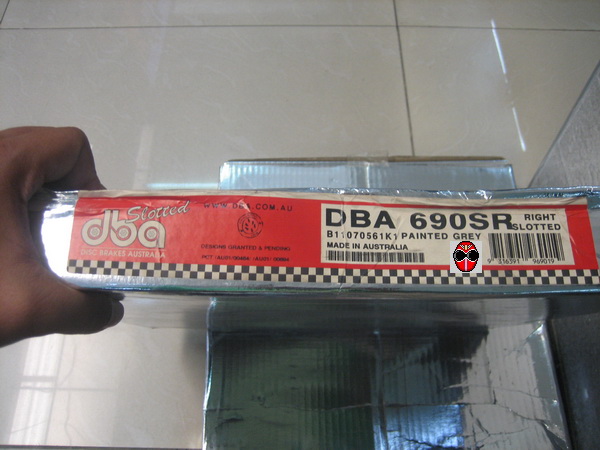 Slotted
dba
DISC BRAKES AUSTRALIA
WWW.DBA.COM.AU
DESIGNS GRANTED & PENDING
DBA 690SR RIGHT SLOTTED
PAINTED GREY
MADE IN AUSTRALIA